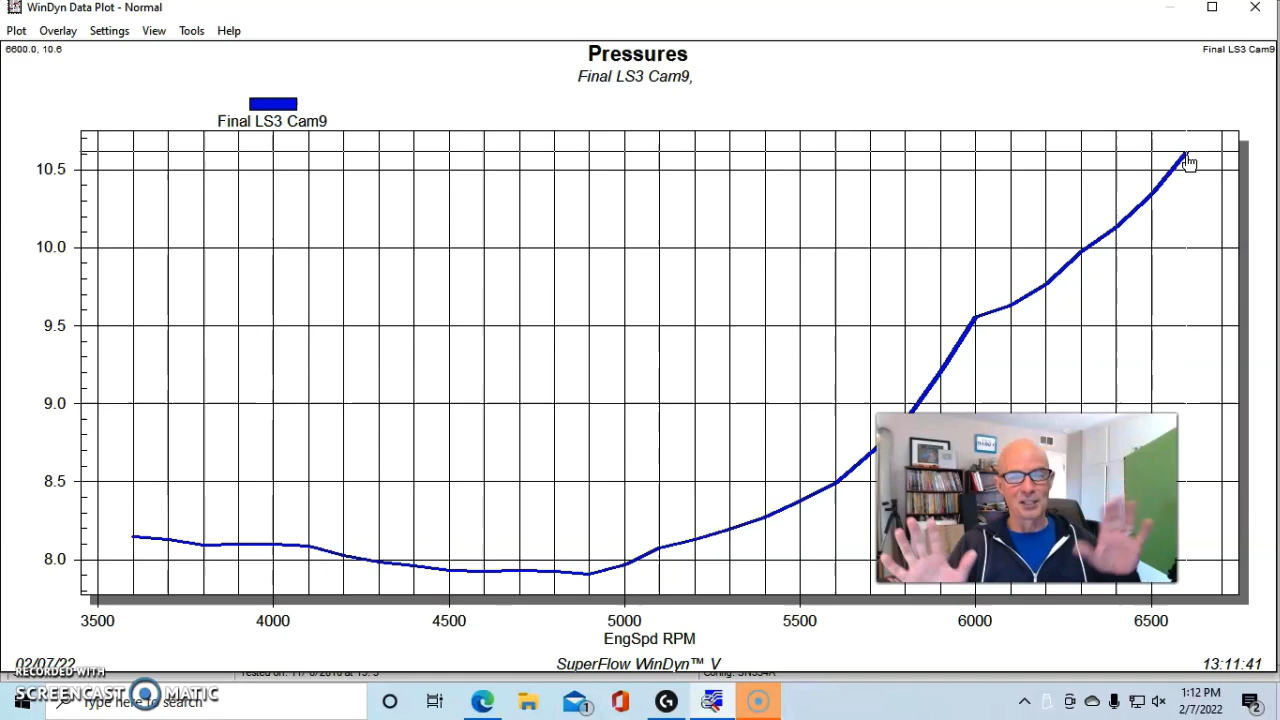 WinDyn Data Plot - Normal
Plot Overlay Settings View Tools Help
6600.0, 10.6
Final LS3 Cam9
Pressures
Final LS3 Cam9,
Final LS3 Cam9
10.5
10.0
9.5
9.0
8.5
8.0
3500 4000 4500 5000 5500 6000 6500
EngSpd RPM
02/07/22 SuperFlow WinDyn™ V 13:11:41
RECORDED WITH
SCREENCAST MATIC
Type here to search
1
1:12 PM
2/7/2022
2